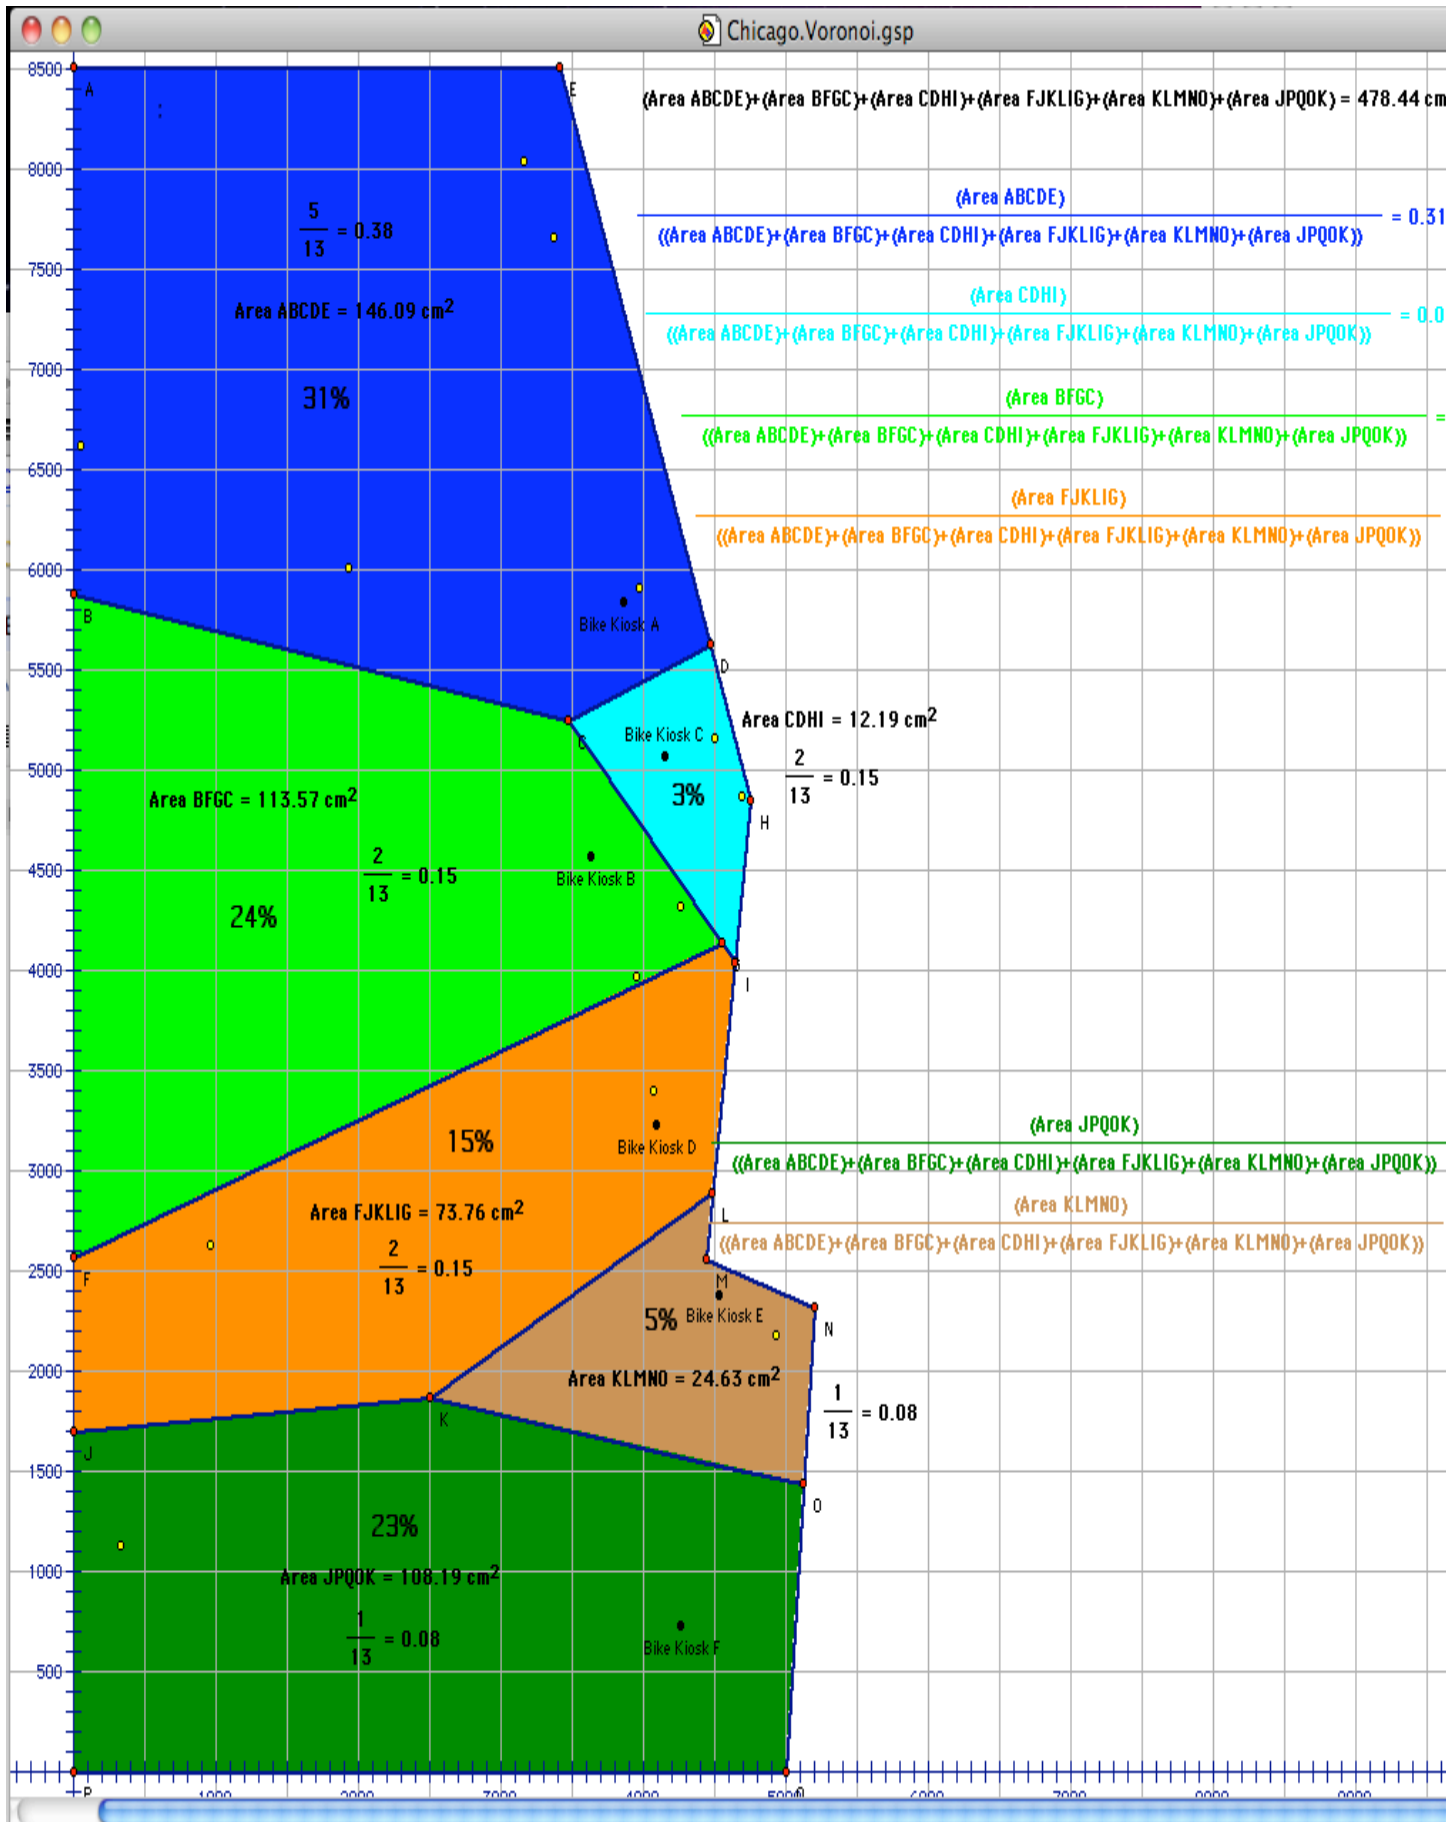 Chicago.Voronoi.gsp
8500
A
E
(Area ABCDE)+(Area BFGC)+(Area CDHI)+(Area FJKLIG)+(Area KLMNO)+(Area JPQOK) = 478.44 cm
8000
(Area ABCDE)
= 0.31
((Area ABCDE)+(Area BFGC)+(Area CDHI)+(Area FJKLIG)+(Area KLMNO)+(Area JPQOK))
5
13
= 0.38
7500
Area ABCDE = 146.09 cm2
(Area CDHI)
= 0.0
((Area ABCDE)+(Area BFGC)+(Area CDHI)+(Area FJKLIG)+(Area KLMNO)+(Area JPQOK))
7000
31%
(Area BFGC)
=
((Area ABCDE)+(Area BFGC)+(Area CDHI)+(Area FJKLIG)+(Area KLMNO)+(Area JPQOK))
6500
(Area FJKLIG)
((Area ABCDE)+(Area BFGC)+(Area CDHI)+(Area FJKLIG)+(Area KLMNO)+(Area JPQOK))
6000
B
Bike Kiosk A
5500
D
Area CDHI = 12.19 cm2
Bike Kiosk C
C
2
13
= 0.15
5000
3%
Area BFGC = 113.57 cm2
H
4500
2
13
= 0.15
Bike Kiosk B
24%
4000
I
3500
15%
Bike Kiosk D
(Area JPQOK)
((Area ABCDE)+(Area BFGC)+(Area CDHI)+(Area FJKLIG)+(Area KLMNO)+(Area JPQOK))
3000
Area FJKLIG = 73.76 cm2
L
(Area KLMNO)
((Area ABCDE)+(Area BFGC)+(Area CDHI)+(Area FJKLIG)+(Area KLMNO)+(Area JPQOK))
2
13
= 0.15
2500
F
M
5%
Bike Kiosk E
N
2000
Area KLMNO = 24.63 cm2
1
13
= 0.08
K
J
1500
O
23%
1000
Area JPQOK = 108.19 cm2
1
13
= 0.08
Bike Kiosk F
500
P